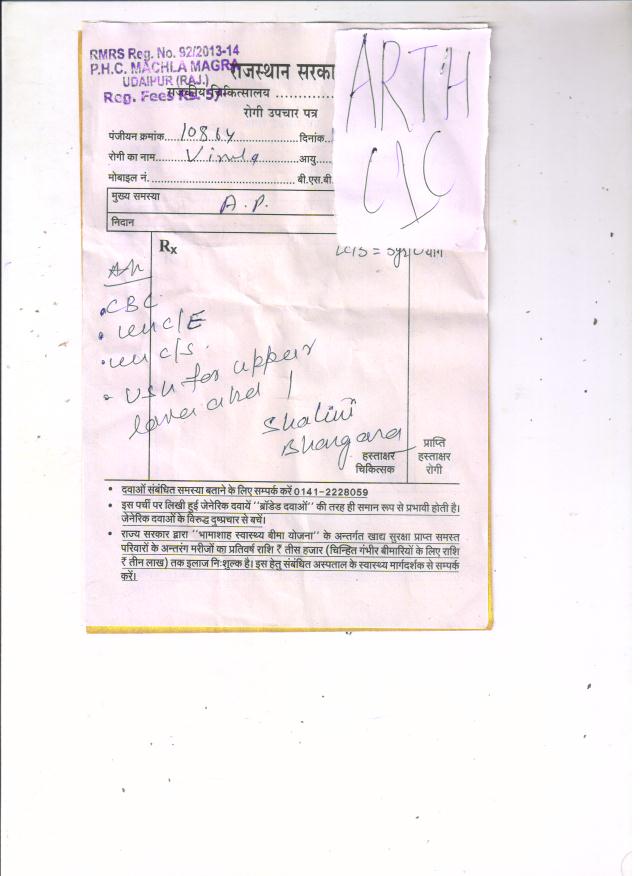 RMRS Reg. No. 92/2013-14
P.H.C. MACHLA MAGRA
UDAIPUR (RAJ.)
Reg. Fees Rs. 5/-
राजस्थान सरका
राजकीय चिकित्सालय ............
रोगी उपचार पत्र
पंजीयन क्रमांक.....10864.....दिनांक..
रोगी का नाम.....Vimla.....आयु...
मोबाइल नं. ..................... बी.एस.बी.
मुख्य समस्या A.P.
निदान
ARTH
Rx
• CBC
• C/E
• C/S
• USG for upper
lower abd
Shalini
Bhargava
हस्ताक्षर
चिकित्सक
प्राप्ति
हस्ताक्षर
रोगी
• दवाओं संबंधित समस्या बताने के लिए सम्पर्क करें 0141-2228059
• इस पर्ची पर लिखी हुई जेनेरिक दवायें "ब्रॉडेड दवाओं" की तरह ही समान रूप से प्रभावी होती है।
जेनेरिक दवाओं के विरुद्ध दुष्प्रचार से बचें।
• राज्य सरकार द्वारा "भामाशाह स्वास्थ्य बीमा योजना" के अन्तर्गत खाद्य सुरक्षा प्राप्त समस्त
परिवारों के अन्तरंग मरीजों का प्रतिवर्ष राशि ₹ तीस हजार (चिन्हित गंभीर बीमारियों के लिए राशि
₹ तीन लाख) तक इलाज निःशुल्क है। इस हेतु संबंधित अस्पताल के स्वास्थ्य मार्गदर्शक से सम्पर्क
करें।